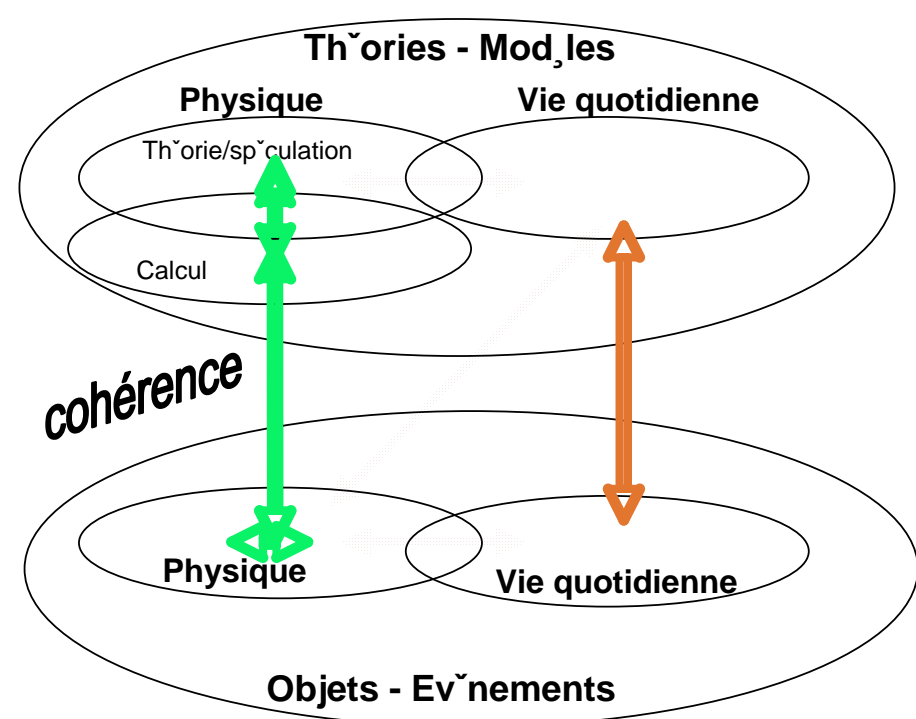 Thˇories - Mod¸les
Physique
Vie quotidienne
Thˇorie/spˇculation
Calcul
cohérence
Physique
Vie quotidienne
Objets - Evˇnements